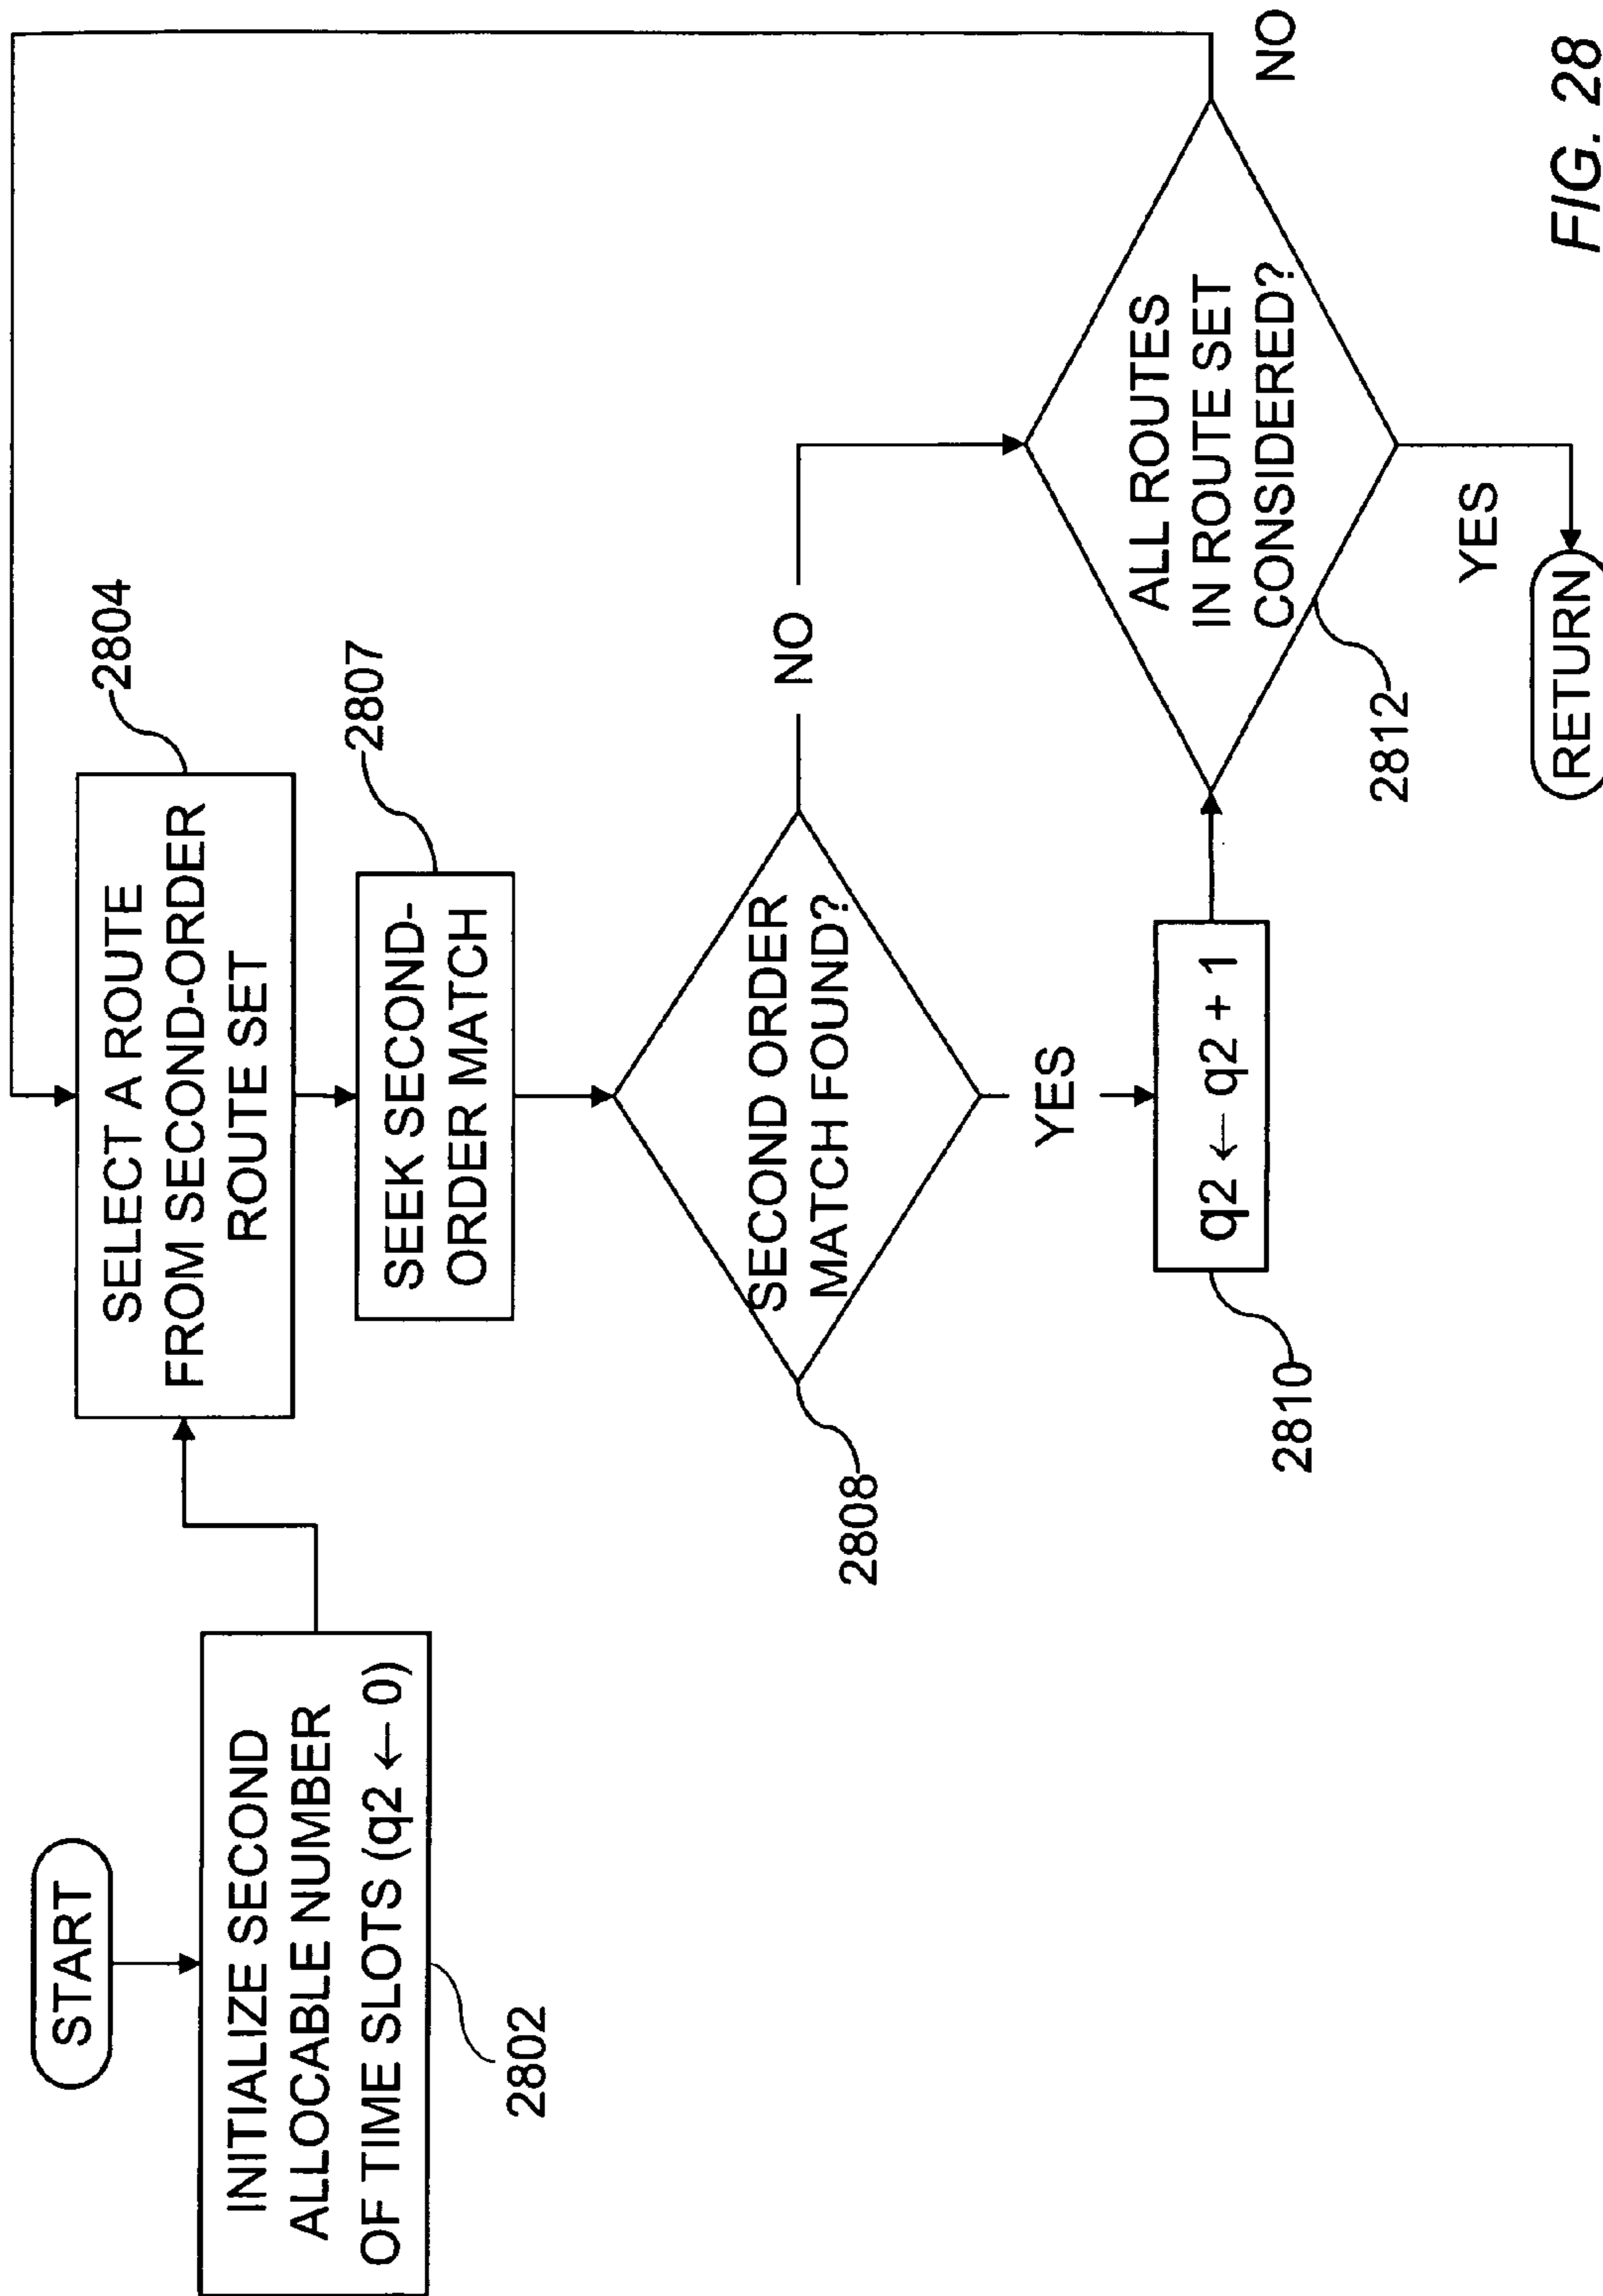 START
INITIALIZE SECOND
ALLOCABLE NUMBER
OF TIME SLOTS (q2 ← 0)
2802
SELECT A ROUTE
FROM SECOND-ORDER
ROUTE SET
2804
SEEK SECOND-
ORDER MATCH
2807
SECOND ORDER
MATCH FOUND?
2808
NO
YES
q2 ← q2 + 1
2810
ALL ROUTES
IN ROUTE SET
CONSIDERED?
2812
NO
YES
RETURN
FIG. 28